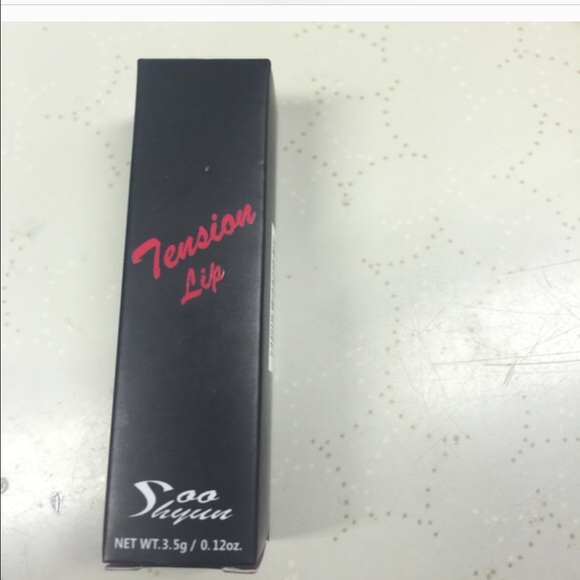 Tension
Lip
Soo
Shyun
NET WT.3.5g / 0.12oz.